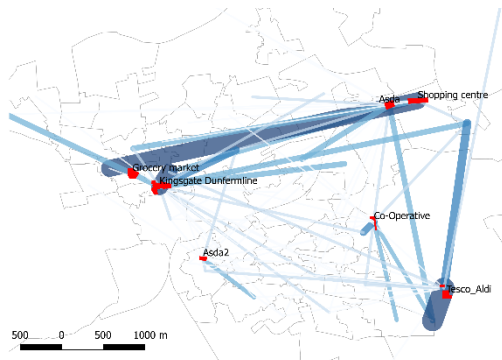 Shopping centre
Asda
Grocery market
Kingsgate Dunfermline
Co-Operative
Asda2
Tesco_Aldi
500 0 500 1000 m